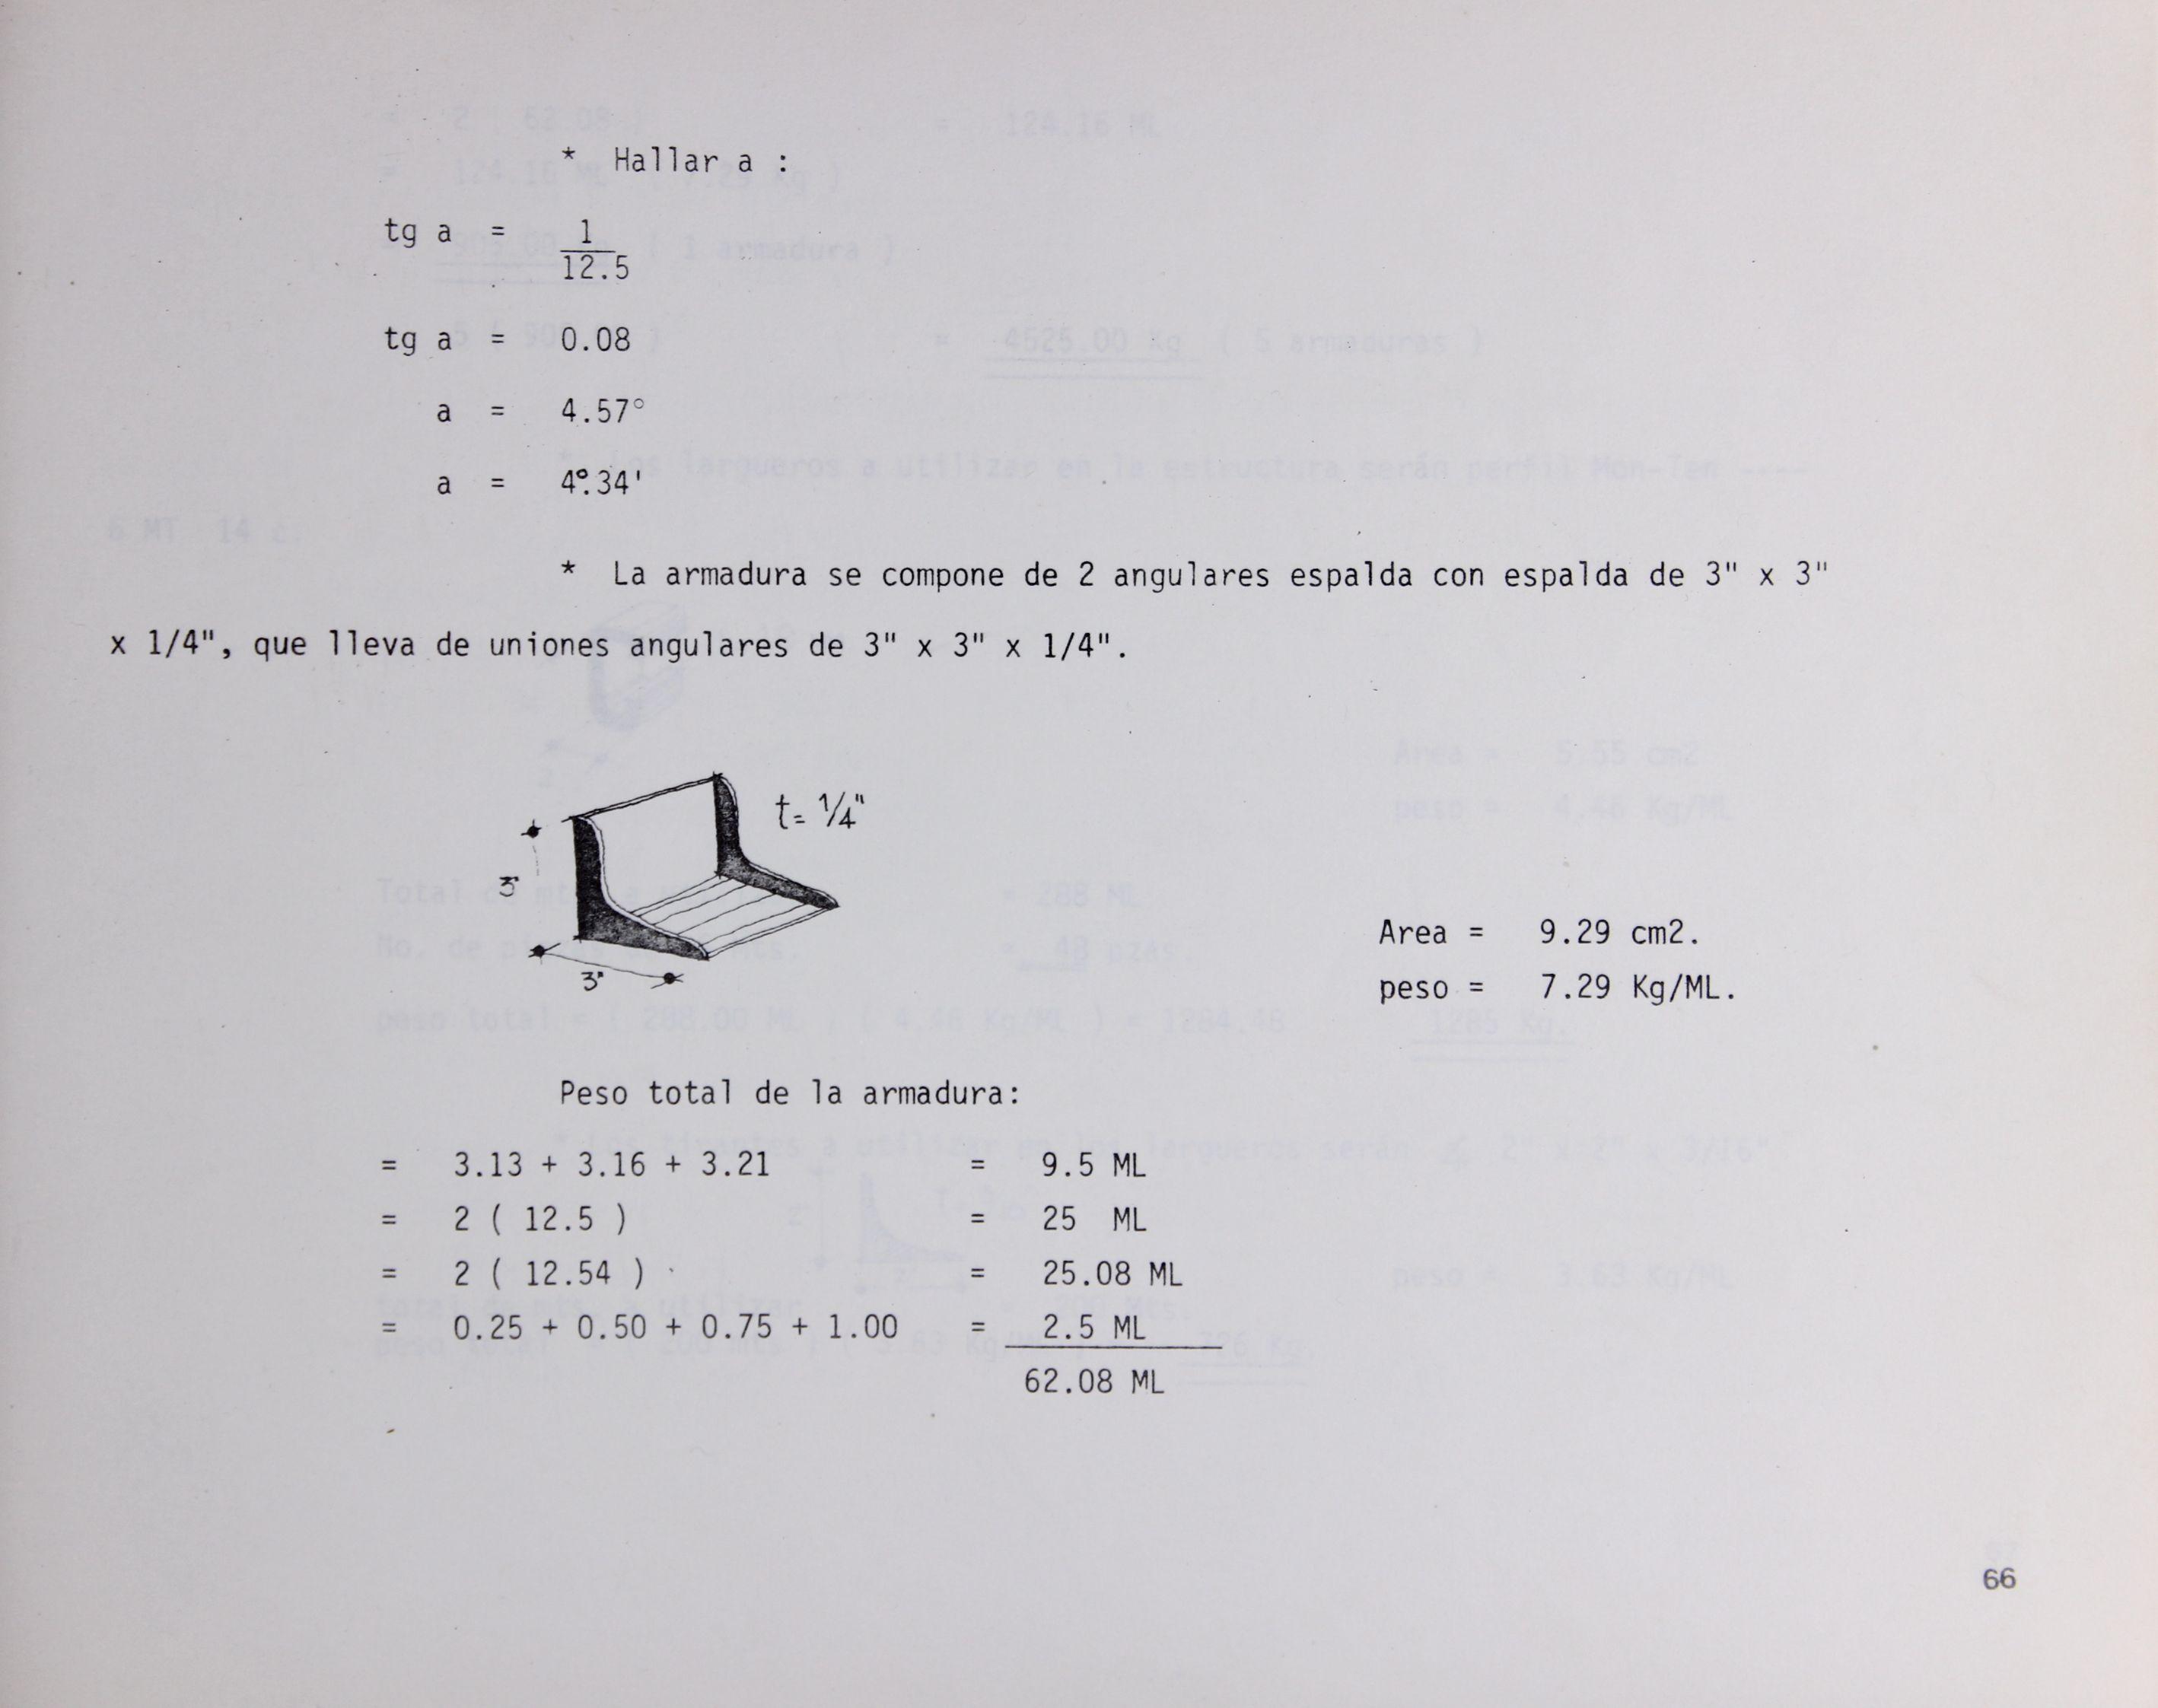 * Hallar a :
tg a = 1
12.5
tg a = 0.08
a = 4.57°
a = 4°.34'
* La armadura se compone de 2 angulares espalda con espalda de 3" x 3"
x 1/4", que lleva de uniones angulares de 3" x 3" x 1/4".
t= 1/4"
3"
3"
Area = 9.29 cm2.
peso = 7.29 Kg/ML.
Peso total de la armadura:
= 3.13 + 3.16 + 3.21 = 9.5 ML
= 2 ( 12.5 ) = 25 ML
= 2 ( 12.54 ) = 25.08 ML
= 0.25 + 0.50 + 0.75 + 1.00 = 2.5 ML
62.08 ML
66